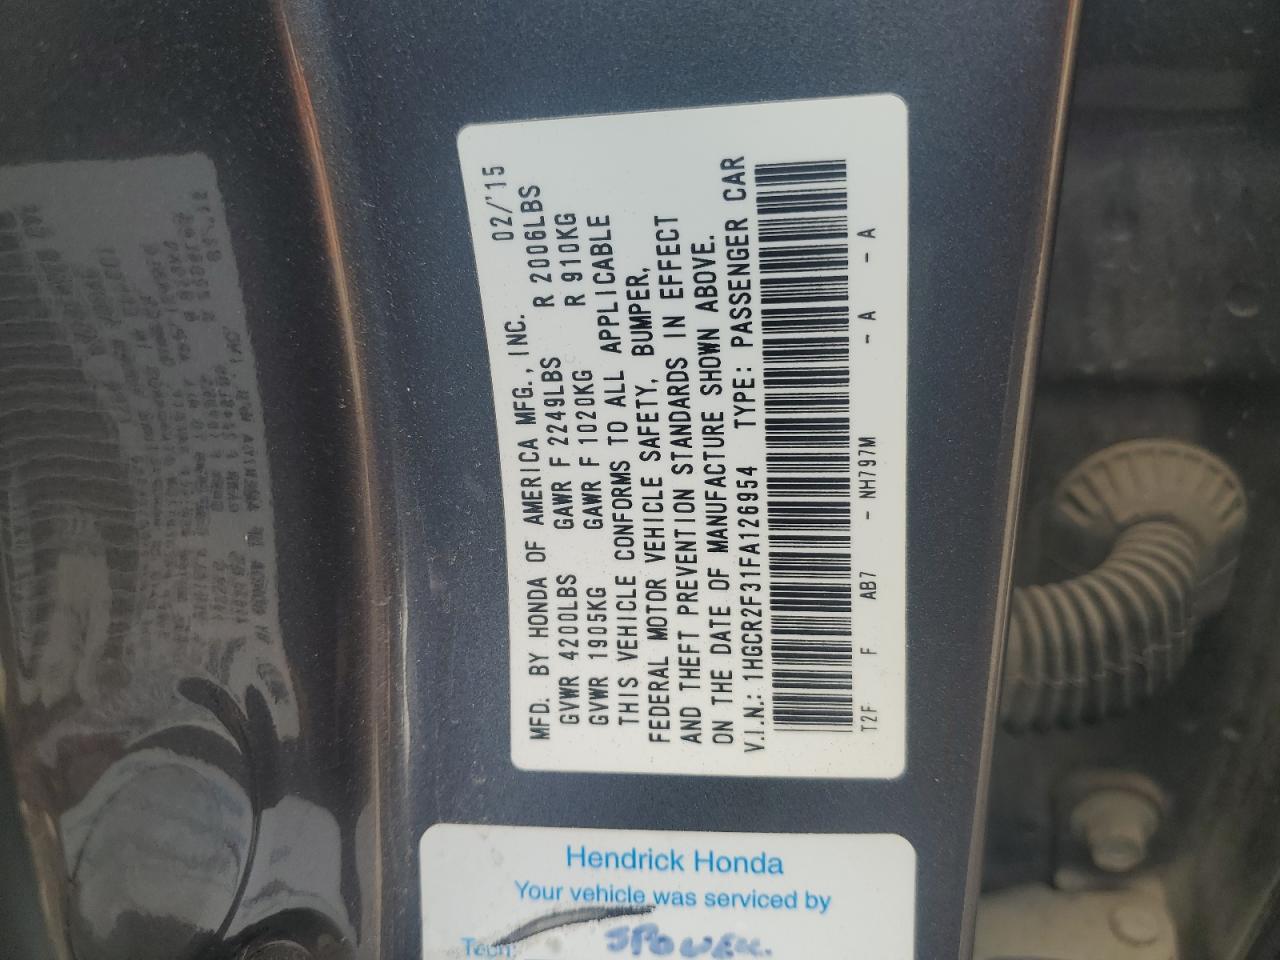 MFD. BY HONDA OF AMERICA MFG., INC. 02/'15
GVWR 4200LBS GAWR F 2249LBS R 2006LBS
GVWR 1905KG GAWR F 1020KG R 910KG
THIS VEHICLE CONFORMS TO ALL APPLICABLE
FEDERAL MOTOR VEHICLE SAFETY, BUMPER,
AND THEFT PREVENTION STANDARDS IN EFFECT
ON THE DATE OF MANUFACTURE SHOWN ABOVE.
V.I.N.: 1HGCR2F31FA126954 TYPE: PASSENGER CAR
T2F F AB7 - NH797M - A - A
Hendrick Honda
Your vehicle was serviced by
Tech: